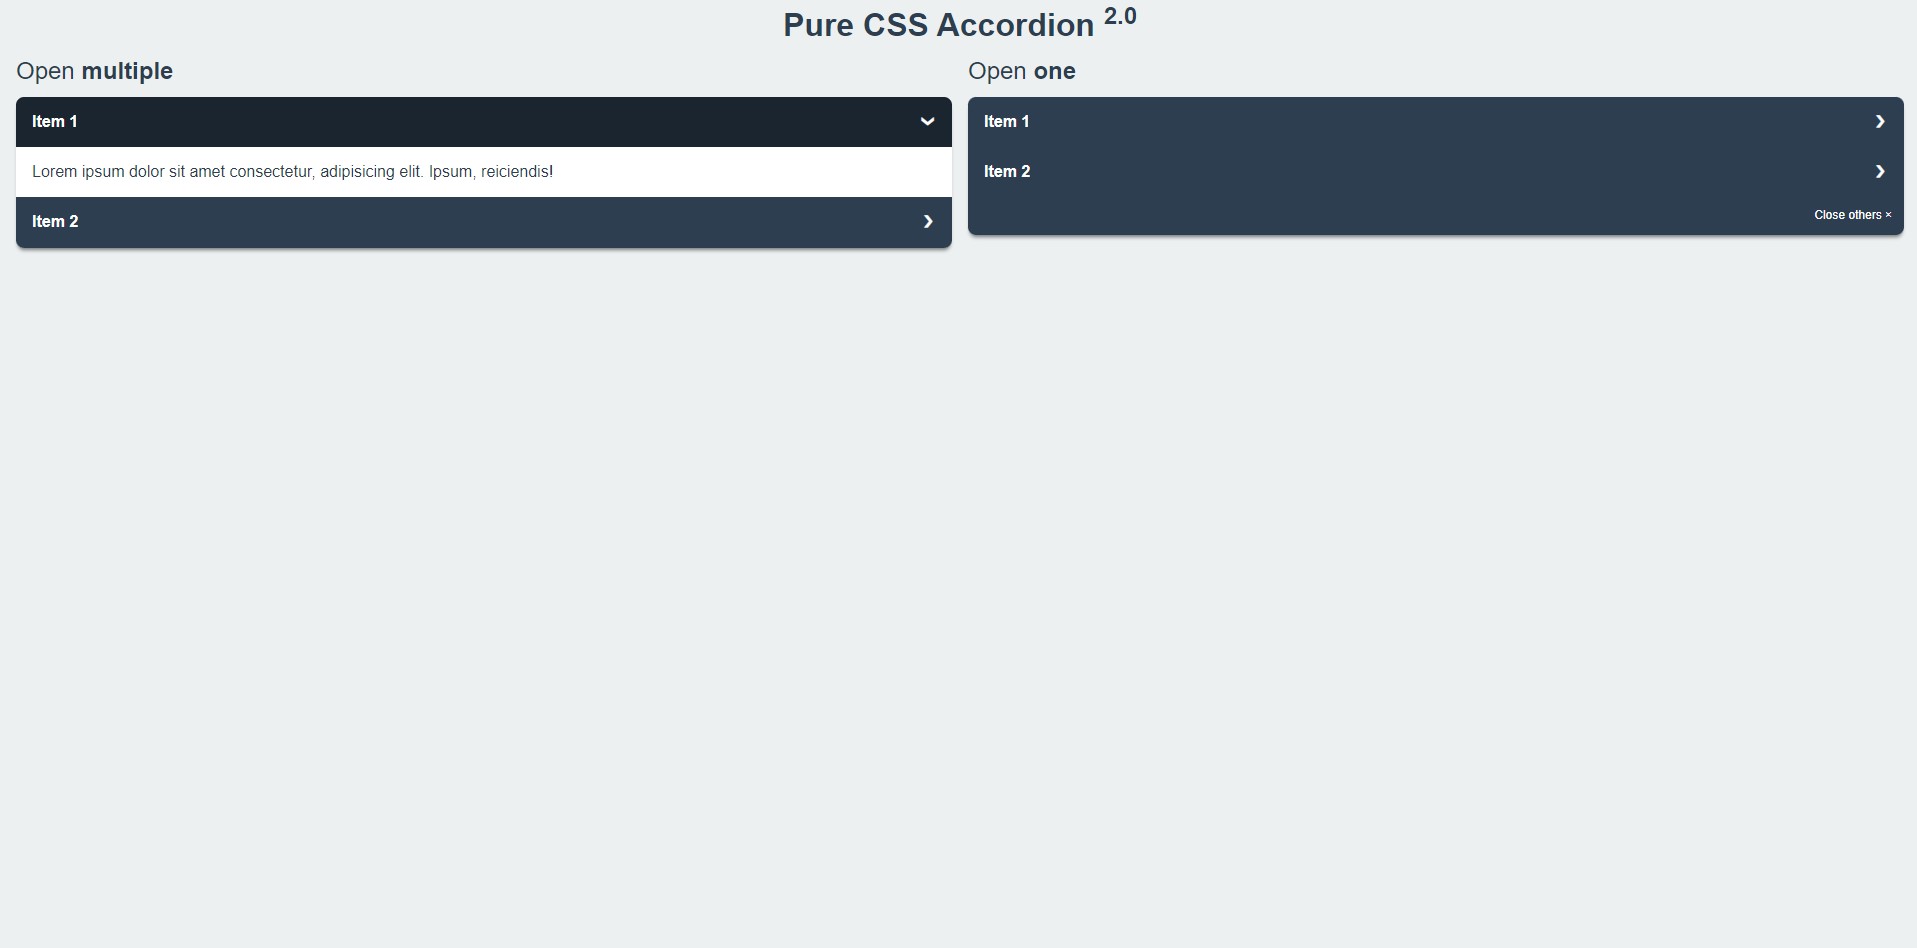 Pure CSS Accordion 2.0
Open multiple
Item 1
Lorem ipsum dolor sit amet consectetur, adipisicing elit. Ipsum, reiciendis!
Item 2
Open one
Item 1
Item 2
Close others ×